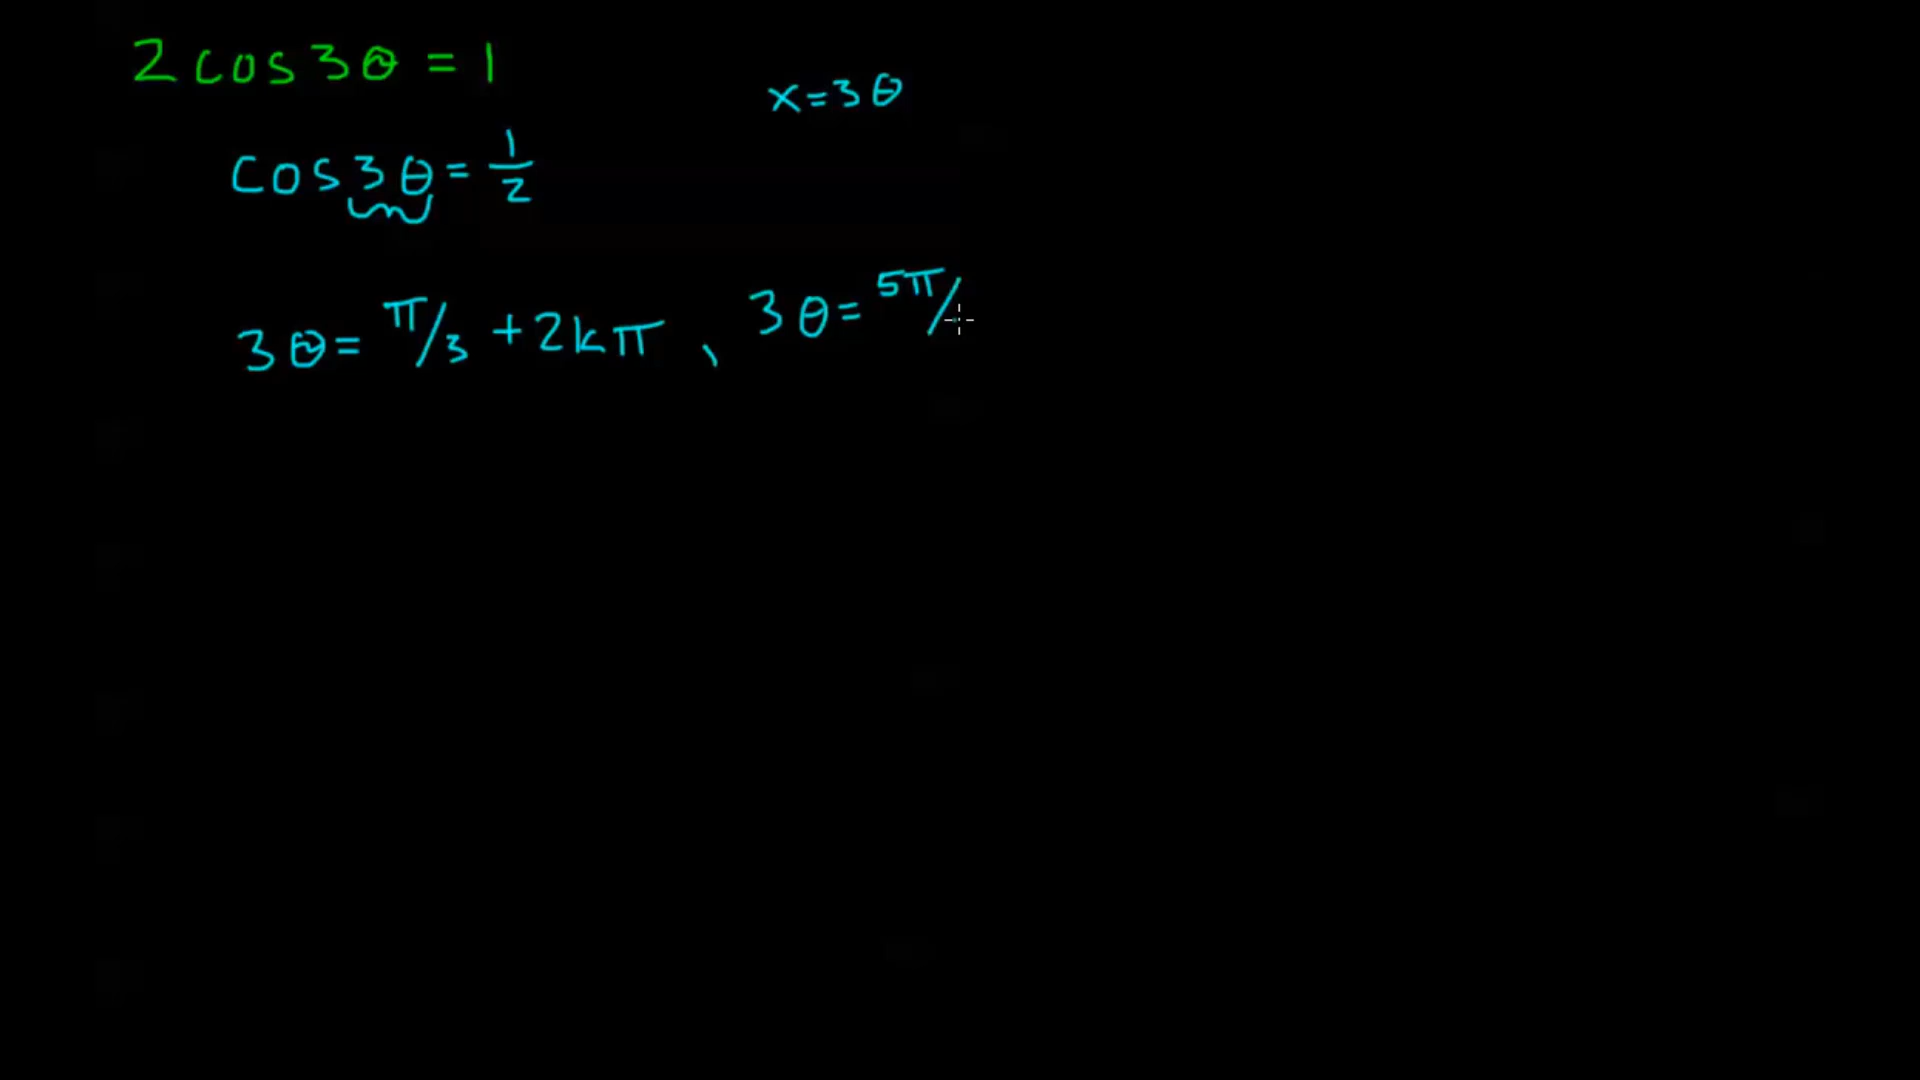 2cos3θ = 1
x=3θ
cos3θ = 1/2
3θ = π/3 + 2kπ , 3θ = 5π/